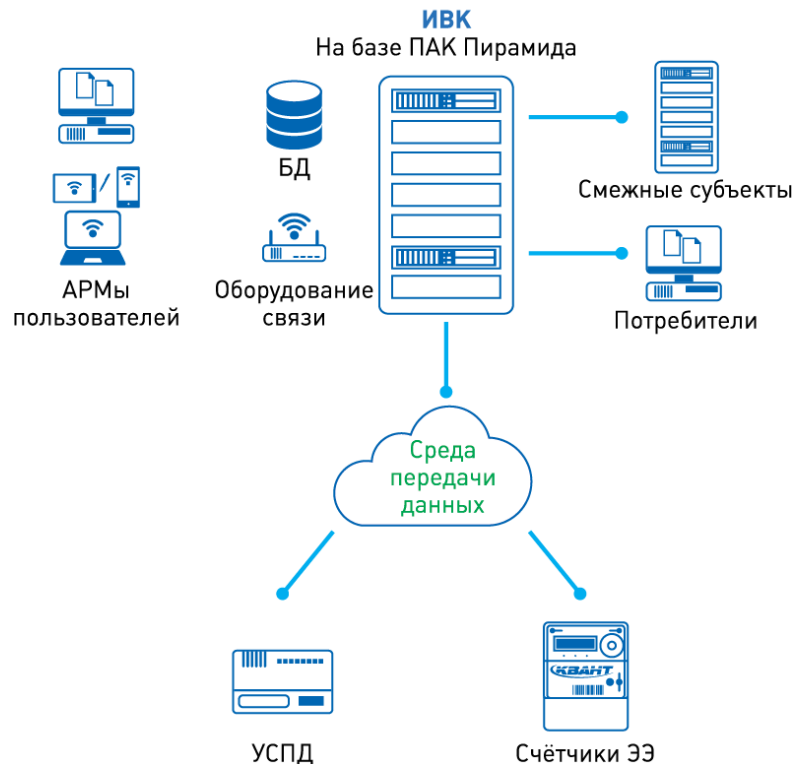 ИВК
На базе ПАК Пирамида
БД
Смежные субъекты
АРМы
пользователей
Оборудование
связи
Потребители
Среда
передачи
данных
КВАНТ
УСПД
Счётчики ЭЭ